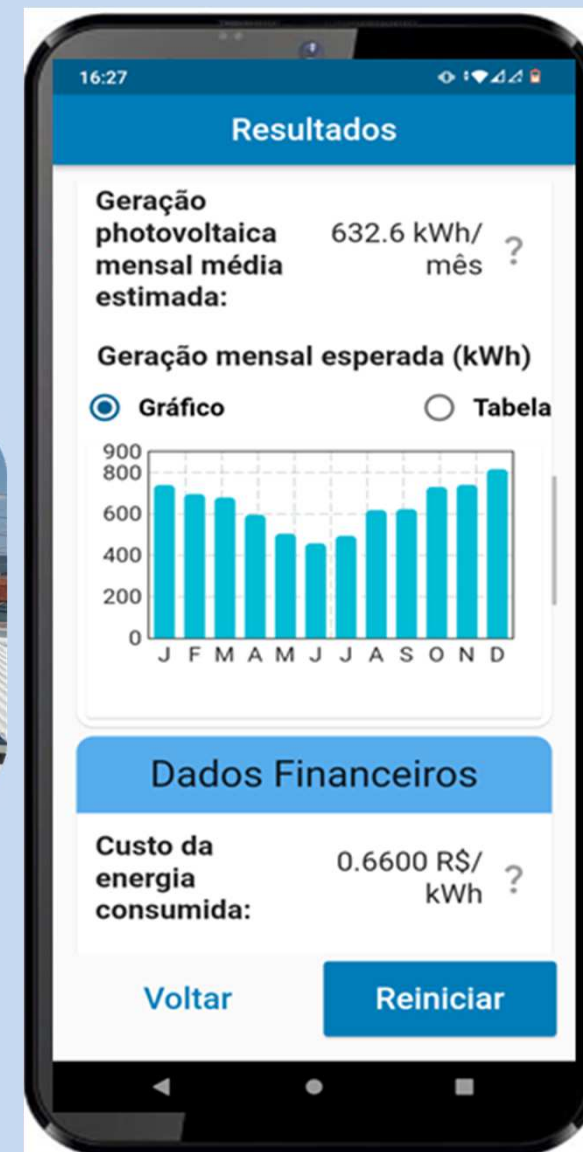 16:27
Resultados
Geração
photovoltaica
mensal média
estimada:
632.6 kWh/
mês
?
Geração mensal esperada (kWh)
Gráfico
Tabela
900
800
600
400
200
0
J F M A M J J A S O N D
Dados Financeiros
Custo da
energia
consumida:
0.6600 R$/
kWh
?
Voltar
Reiniciar